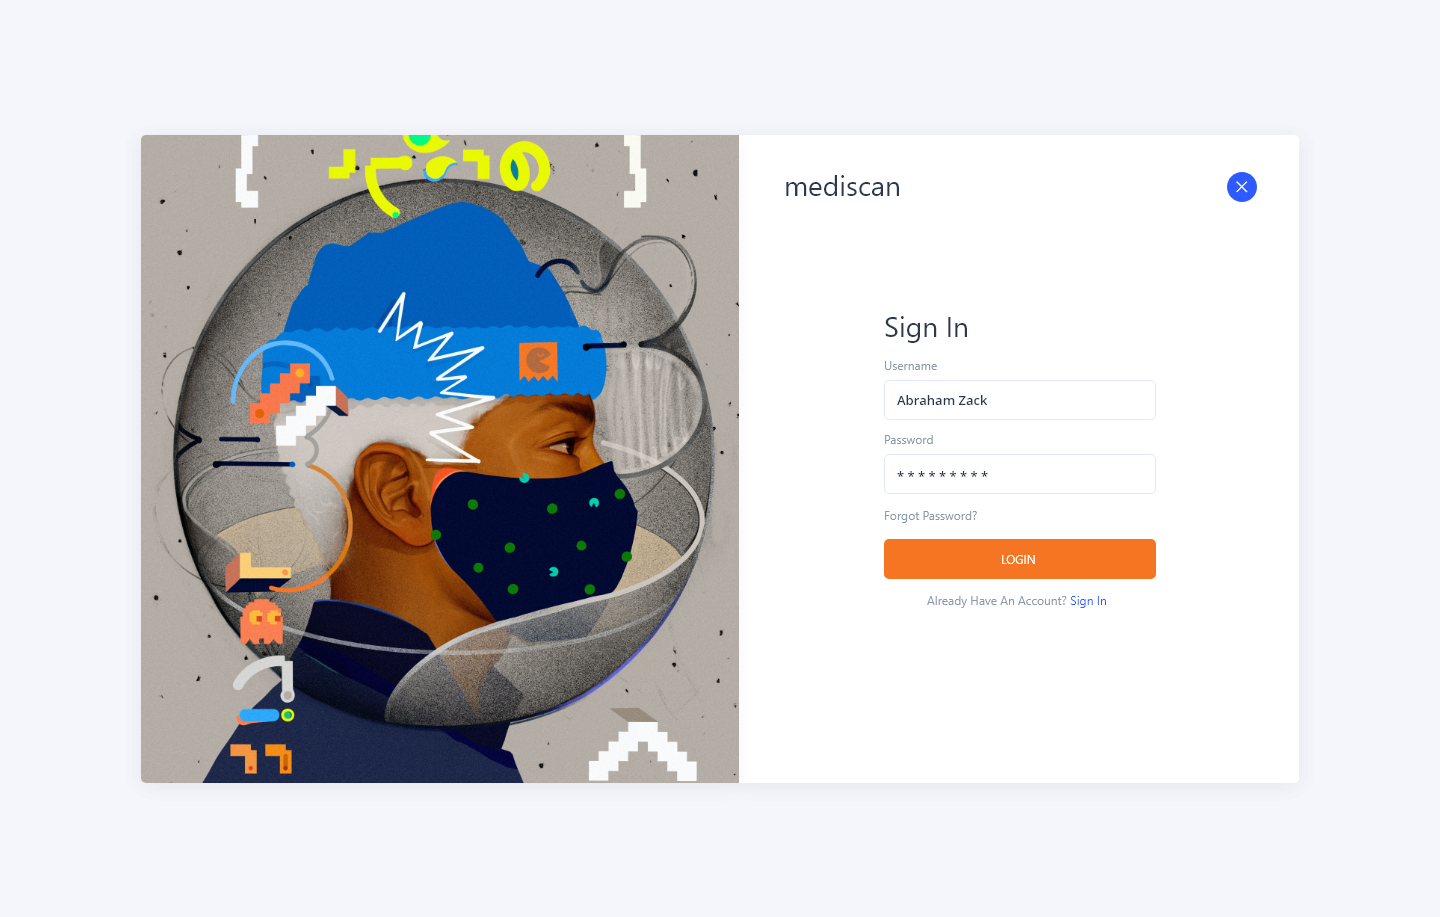 mediscan
Sign In
Username
Abraham Zack
Password
* * * * * * * * *
Forgot Password?
LOGIN
Already Have An Account? Sign In